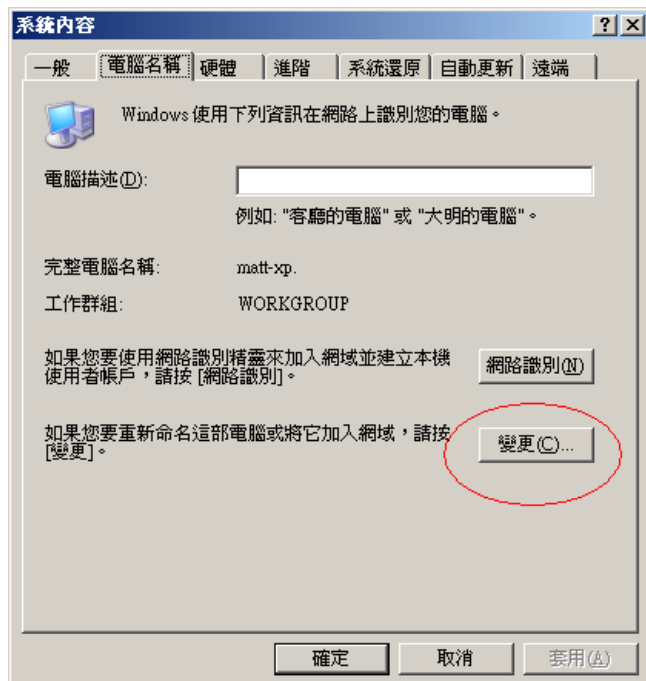 系統內容
一般 電腦名稱 硬體 進階 系統還原 自動更新 遠端
Windows 使用下列資訊在網路上識別您的電腦。
電腦描述(D):
例如: "客廳的電腦" 或 "大明的電腦"。
完整電腦名稱: matt-xp.
工作群組: WORKGROUP
如果您要使用網路識別精靈來加入網域並建立本機
使用者帳戶，請按 [網路識別]。
網路識別(N)
如果您要重新命名這部電腦或將它加入網域，請按
[變更]。
變更(C)...
確定 取消 套用(A)